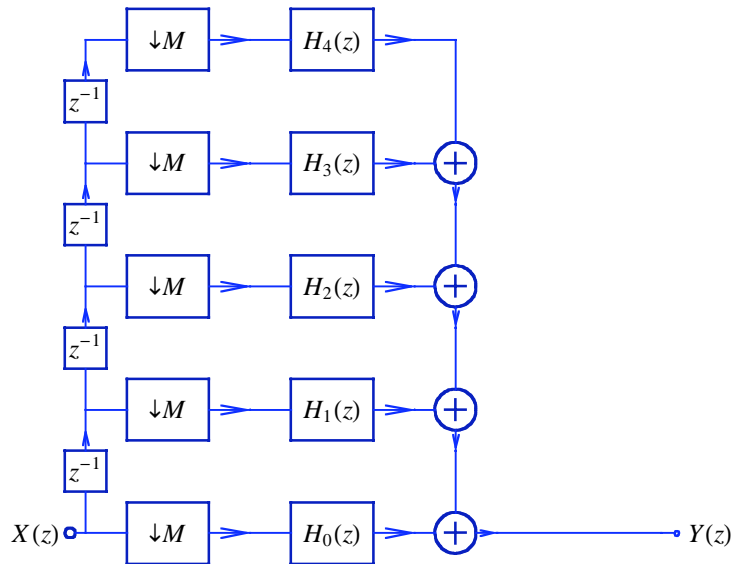 ↓M H₄(z)
z⁻¹
↓M H₃(z) +
z⁻¹
↓M H₂(z) +
z⁻¹
↓M H₁(z) +
z⁻¹
X(z) ↓M H₀(z) + Y(z)